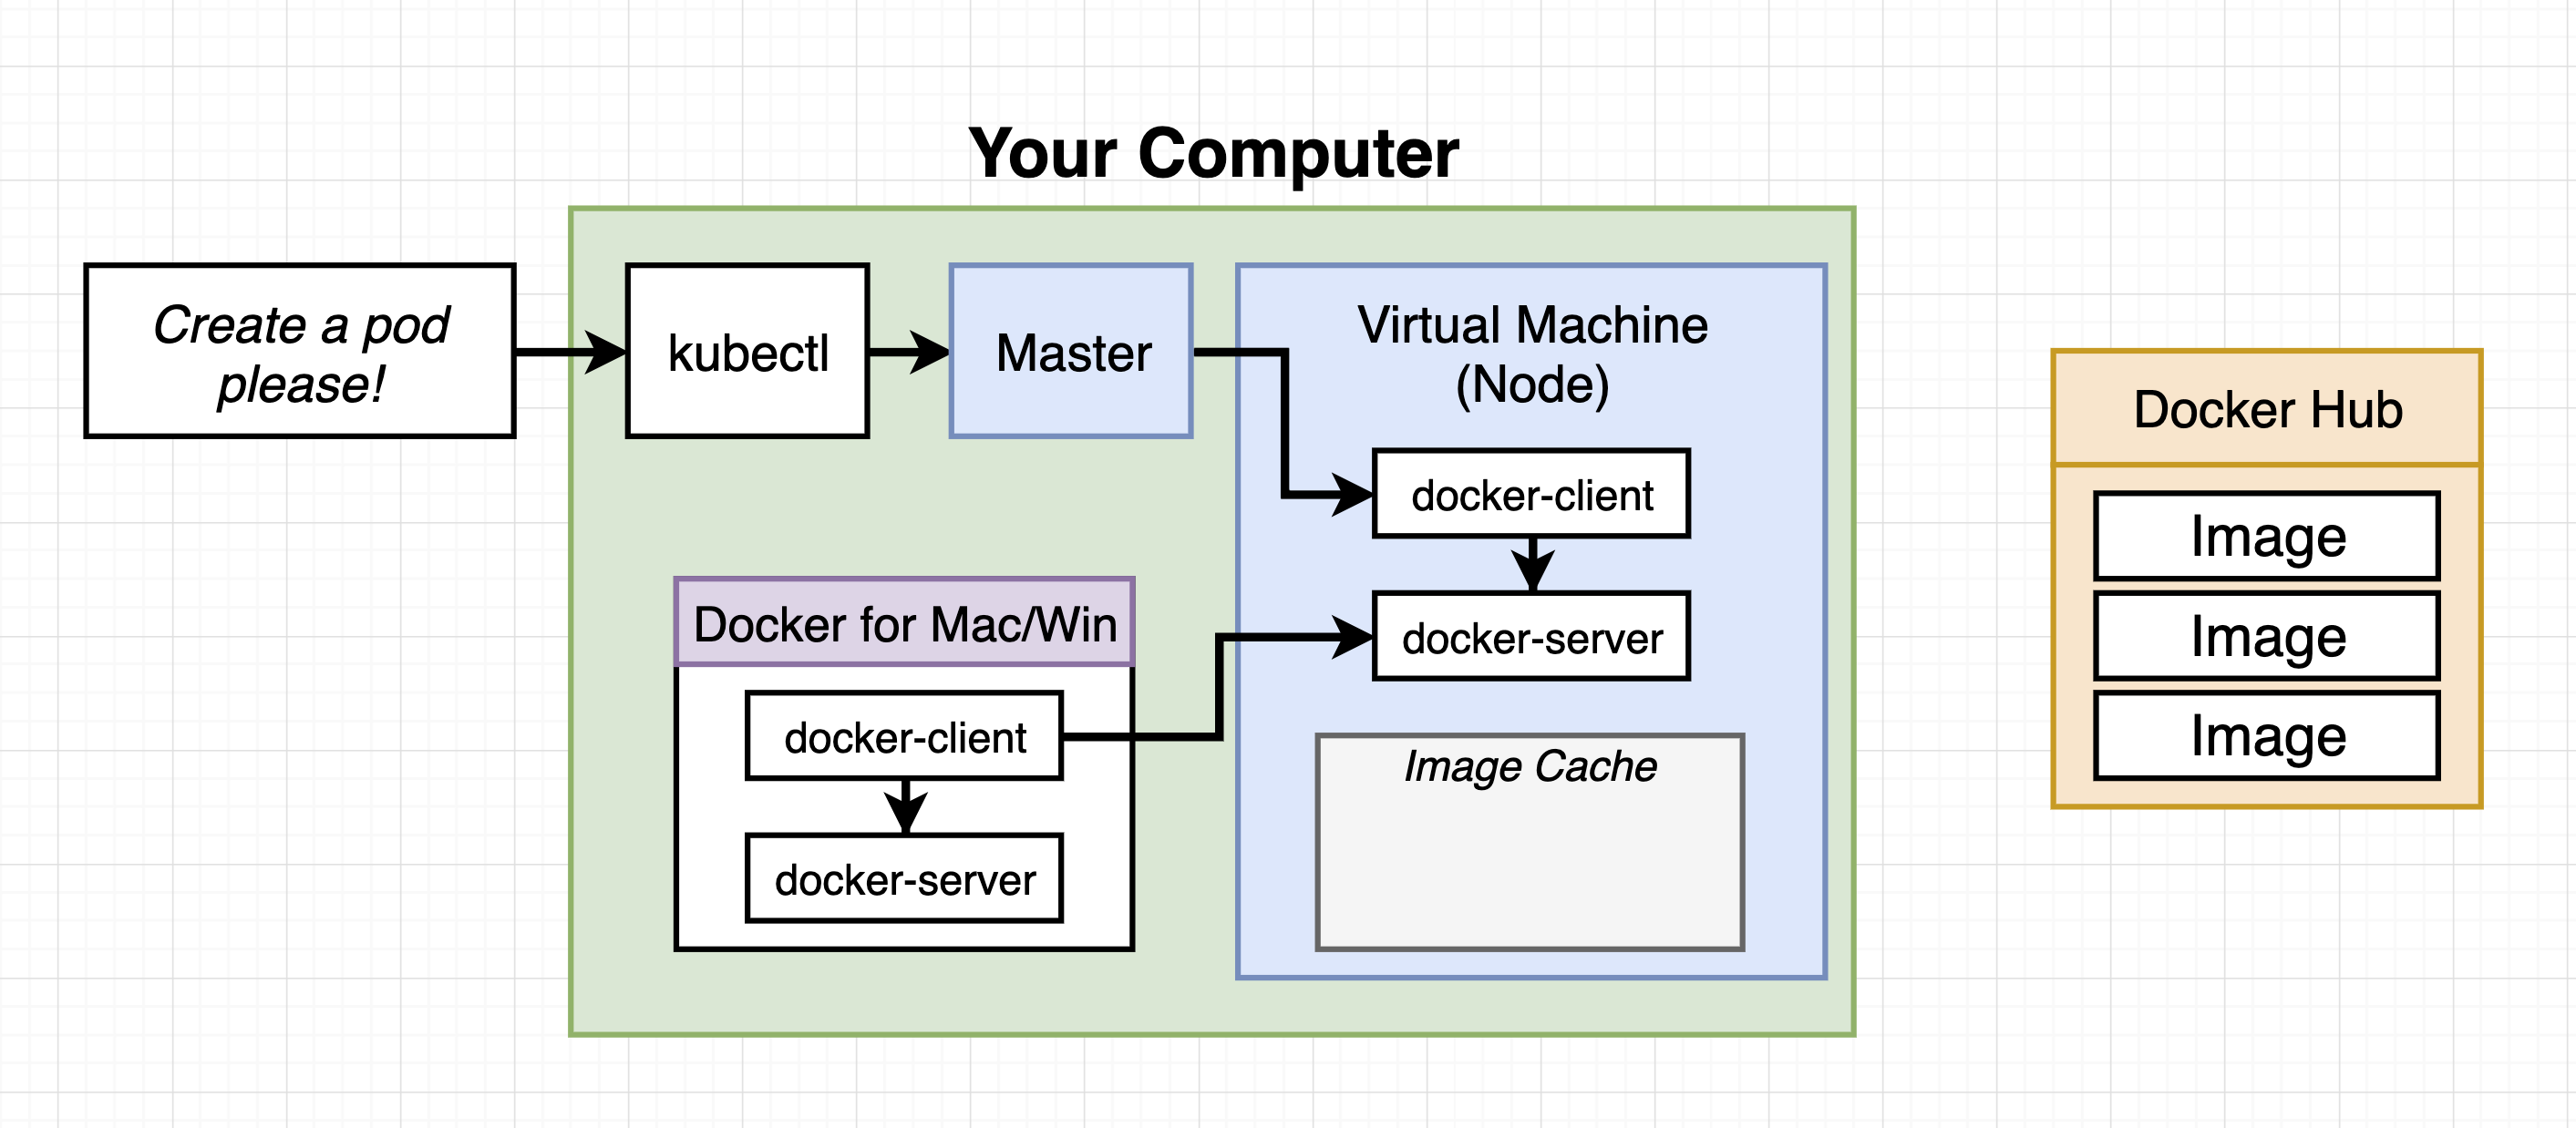 Your Computer
Create a pod
please!
kubectl
Master
Virtual Machine
(Node)
docker-client
docker-server
Image Cache
Docker for Mac/Win
docker-client
docker-server
Docker Hub
Image
Image
Image